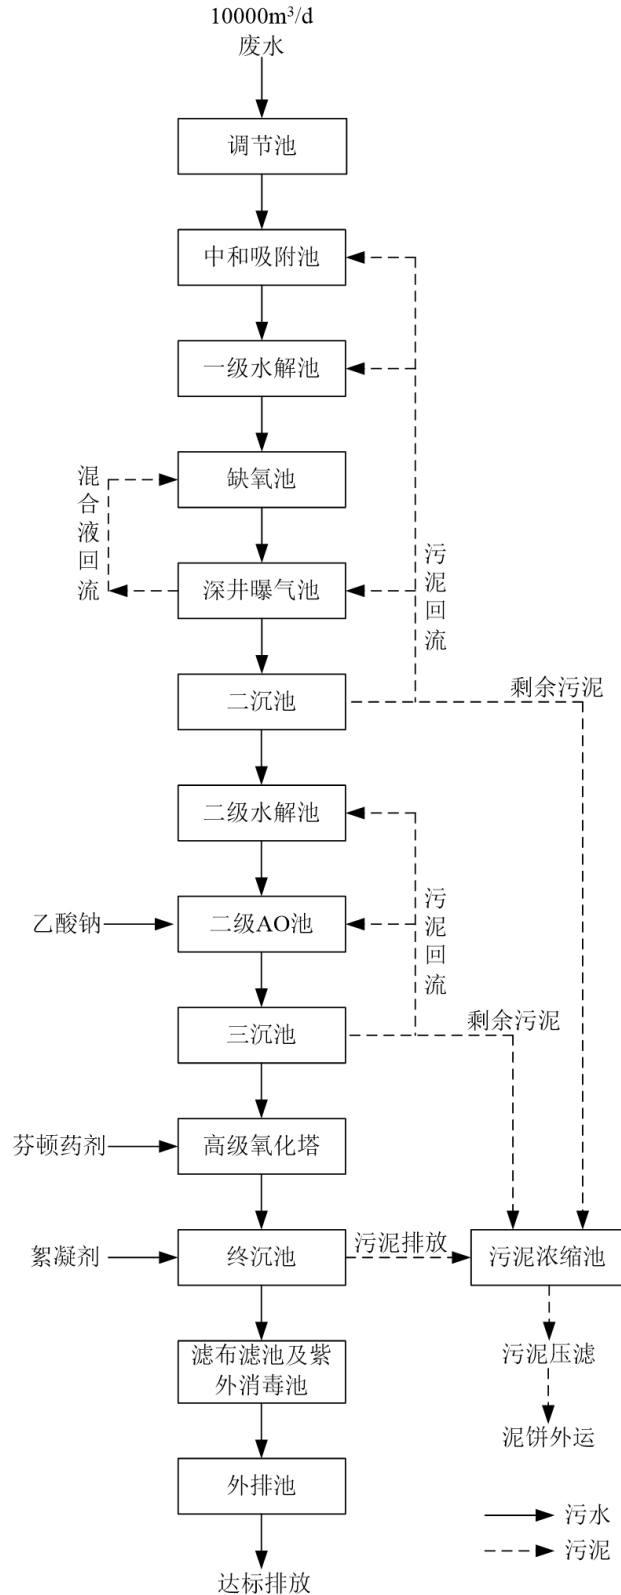 10000m³/d
废水
调节池
中和吸附池
一级水解池
缺氧池
混合液回流
深井曝气池
污泥回流
二沉池
剩余污泥
二级水解池
乙酸钠
二级AO池
污泥回流
三沉池
剩余污泥
芬顿药剂
高级氧化塔
絮凝剂
终沉池
污泥排放
污泥浓缩池
滤布滤池及紫
外消毒池
污泥压滤
泥饼外运
外排池
达标排放
污水
污泥